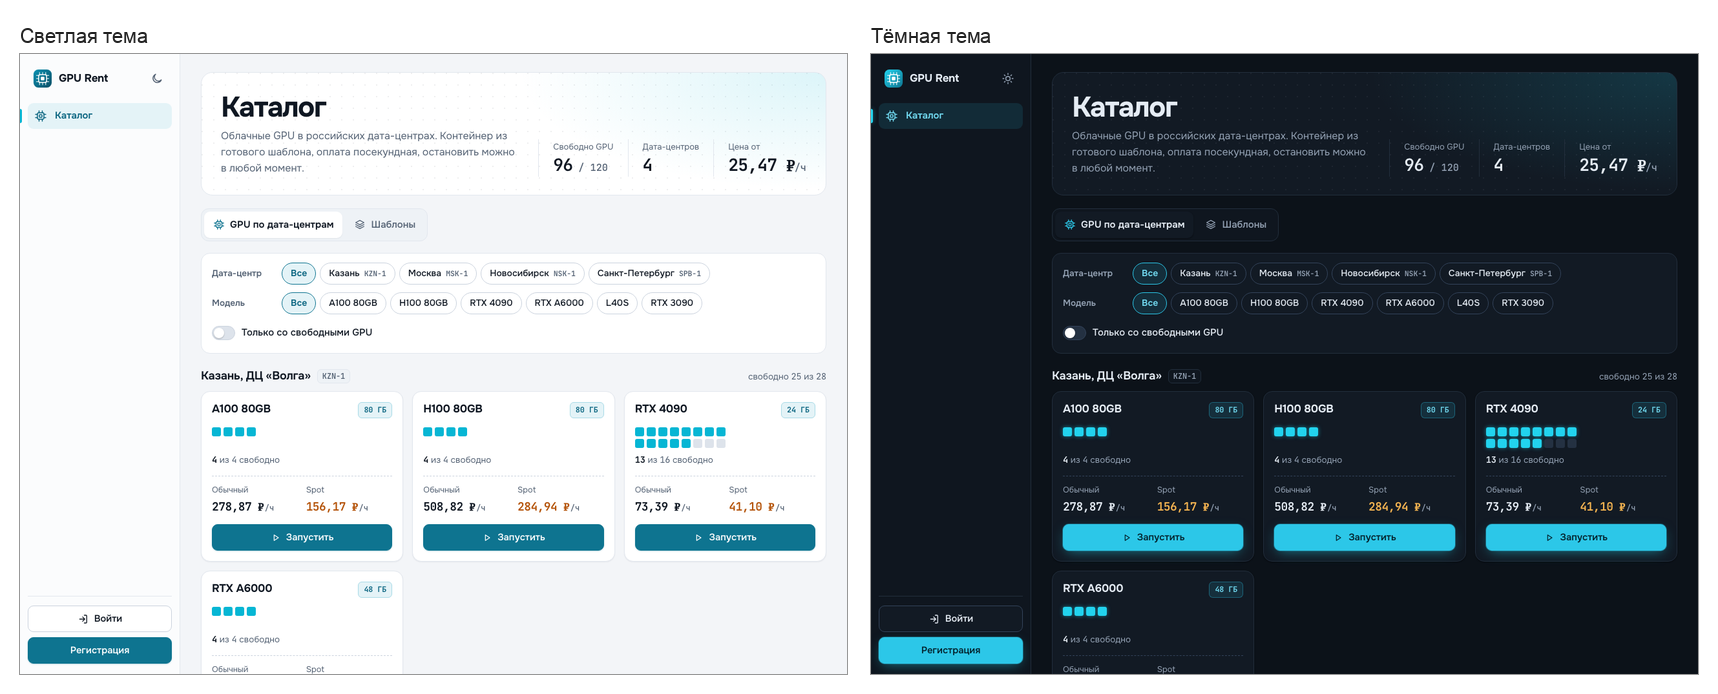 Светлая тема
GPU Rent
Каталог
Войти
Регистрация
Каталог
Облачные GPU в российских дата-центрах. Контейнер из
готового шаблона, оплата посекундная, остановить можно
в любой момент.
Свободно GPU
96 / 120
Дата-центров
4
Цена от
25,47 ₽/ч
GPU по дата-центрам Шаблоны
Дата-центр Все Казань KZN-1 Москва MSK-1 Новосибирск NSK-1 Санкт-Петербург SPB-1
Модель Все A100 80GB H100 80GB RTX 4090 RTX A6000 L40S RTX 3090
Только со свободными GPU
Казань, ДЦ «Волга» KZN-1 свободно 25 из 28
A100 80GB 80 ГБ
4 из 4 свободно
Обычный Spot
278,87 ₽/ч 156,17 ₽/ч
Запустить
H100 80GB 80 ГБ
4 из 4 свободно
Обычный Spot
508,82 ₽/ч 284,94 ₽/ч
Запустить
RTX 4090 24 ГБ
13 из 16 свободно
Обычный Spot
73,39 ₽/ч 41,10 ₽/ч
Запустить
RTX A6000 48 ГБ
4 из 4 свободно
Обычный Spot
Тёмная тема
GPU Rent
Каталог
Войти
Регистрация
Каталог
Облачные GPU в российских дата-центрах. Контейнер из
готового шаблона, оплата посекундная, остановить можно
в любой момент.
Свободно GPU
96 / 120
Дата-центров
4
Цена от
25,47 ₽/ч
GPU по дата-центрам Шаблоны
Дата-центр Все Казань KZN-1 Москва MSK-1 Новосибирск NSK-1 Санкт-Петербург SPB-1
Модель Все A100 80GB H100 80GB RTX 4090 RTX A6000 L40S RTX 3090
Только со свободными GPU
Казань, ДЦ «Волга» KZN-1 свободно 25 из 28
A100 80GB 80 ГБ
4 из 4 свободно
Обычный Spot
278,87 ₽/ч 156,17 ₽/ч
Запустить
H100 80GB 80 ГБ
4 из 4 свободно
Обычный Spot
508,82 ₽/ч 284,94 ₽/ч
Запустить
RTX 4090 24 ГБ
13 из 16 свободно
Обычный Spot
73,39 ₽/ч 41,10 ₽/ч
Запустить
RTX A6000 48 ГБ
4 из 4 свободно
Обычный Spot